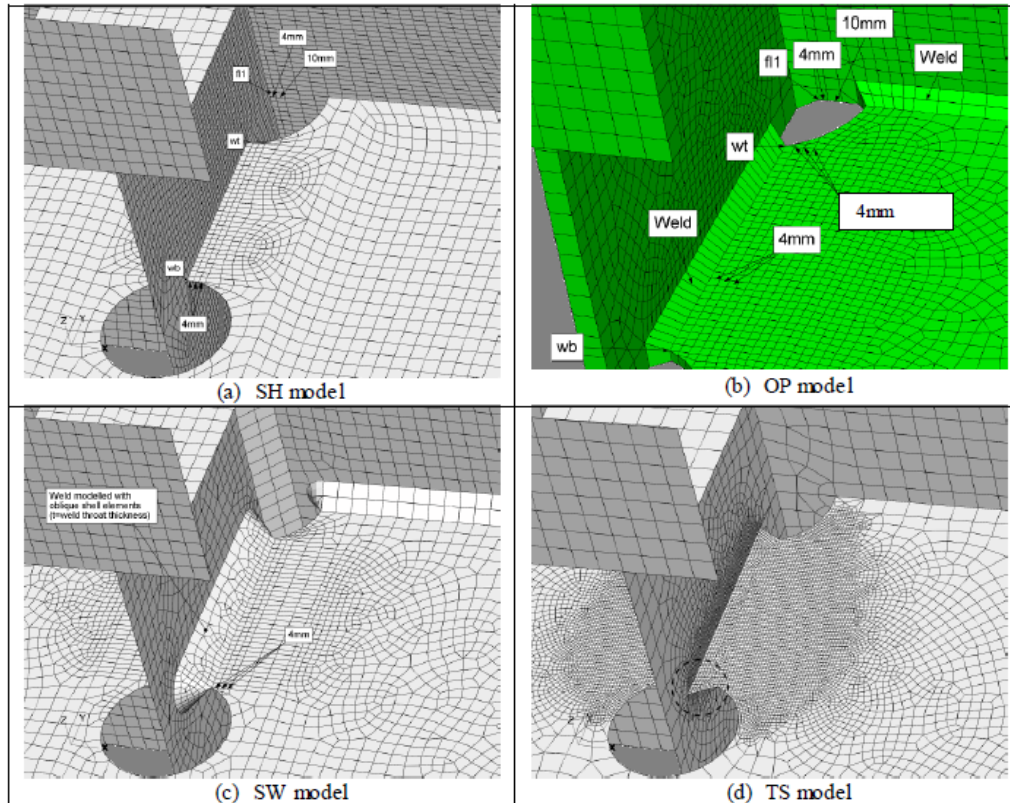 4mm
10mm
fl1
wt
wb
4mm
Z Y
X
(a) SH model
10mm
4mm
fl1
Weld
wt
4mm
Weld
4mm
wb
(b) OP model
Weld modelled with
oblique shell elements
(t=weld throat thickness)
4mm
Z Y
X
(c) SW model
Z Y
X
(d) TS model